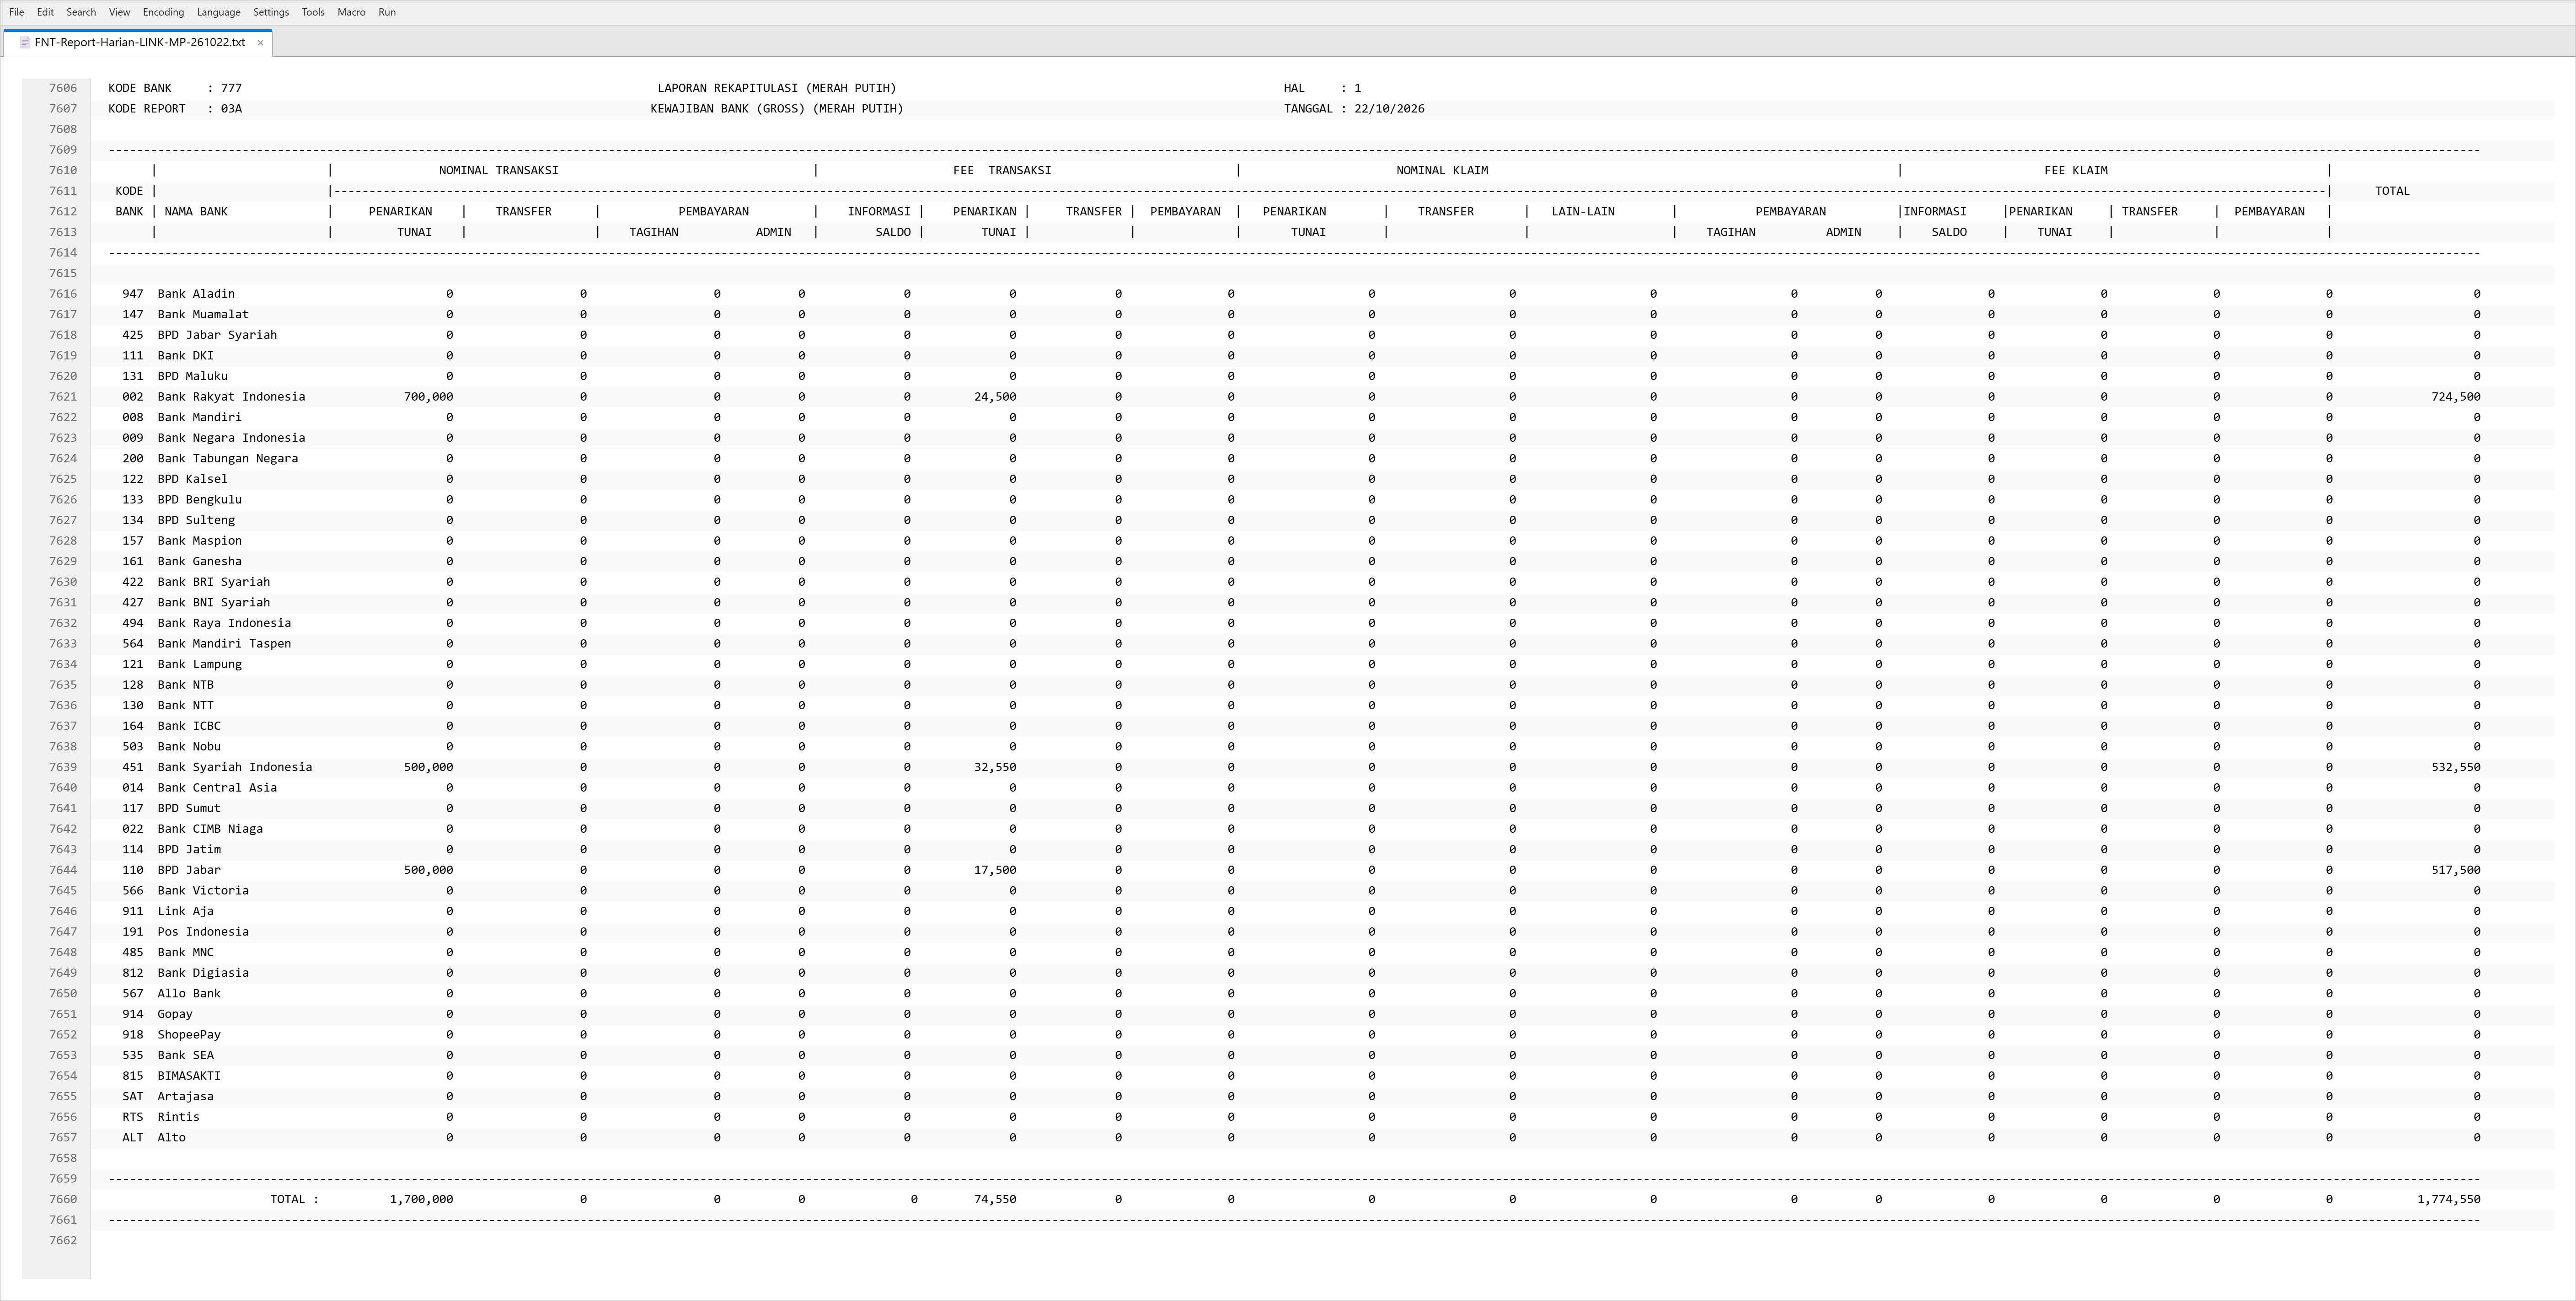 File Edit Search View Encoding Language Settings Tools Macro Run
FNT-Report-Harian-LINK-MP-261022.txt ×
7606 KODE BANK : 777 LAPORAN REKAPITULASI (MERAH PUTIH) HAL : 1
7607 KODE REPORT : 03A KEWAJIBAN BANK (GROSS) (MERAH PUTIH) TANGGAL : 22/10/2026
7608
7609 ----------------------------------------
7610 | | NOMINAL TRANSAKSI | FEE TRANSAKSI | NOMINAL KLAIM | FEE KLAIM |
7611 KODE | |----------------------------------------| TOTAL
7612 BANK | NAMA BANK | PENARIKAN | TRANSFER | PEMBAYARAN | INFORMASI | PENARIKAN | TRANSFER | PEMBAYARAN | PENARIKAN | TRANSFER | LAIN-LAIN | PEMBAYARAN |INFORMASI |PENARIKAN | TRANSFER | PEMBAYARAN |
7613 | | TUNAI | | TAGIHAN ADMIN | SALDO | TUNAI | | | TUNAI | | | TAGIHAN ADMIN | SALDO | TUNAI | | |
7614 ----------------------------------------
7615
7616 947 Bank Aladin 0 0 0 0 0 0 0 0 0 0 0 0 0 0 0 0 0 0
7617 147 Bank Muamalat 0 0 0 0 0 0 0 0 0 0 0 0 0 0 0 0 0 0
7618 425 BPD Jabar Syariah 0 0 0 0 0 0 0 0 0 0 0 0 0 0 0 0 0 0
7619 111 Bank DKI 0 0 0 0 0 0 0 0 0 0 0 0 0 0 0 0 0 0
7620 131 BPD Maluku 0 0 0 0 0 0 0 0 0 0 0 0 0 0 0 0 0 0
7621 002 Bank Rakyat Indonesia 700,000 0 0 0 0 24,500 0 0 0 0 0 0 0 0 0 0 0 724,500
7622 008 Bank Mandiri 0 0 0 0 0 0 0 0 0 0 0 0 0 0 0 0 0 0
7623 009 Bank Negara Indonesia 0 0 0 0 0 0 0 0 0 0 0 0 0 0 0 0 0 0
7624 200 Bank Tabungan Negara 0 0 0 0 0 0 0 0 0 0 0 0 0 0 0 0 0 0
7625 122 BPD Kalsel 0 0 0 0 0 0 0 0 0 0 0 0 0 0 0 0 0 0
7626 133 BPD Bengkulu 0 0 0 0 0 0 0 0 0 0 0 0 0 0 0 0 0 0
7627 134 BPD Sulteng 0 0 0 0 0 0 0 0 0 0 0 0 0 0 0 0 0 0
7628 157 Bank Maspion 0 0 0 0 0 0 0 0 0 0 0 0 0 0 0 0 0 0
7629 161 Bank Ganesha 0 0 0 0 0 0 0 0 0 0 0 0 0 0 0 0 0 0
7630 422 Bank BRI Syariah 0 0 0 0 0 0 0 0 0 0 0 0 0 0 0 0 0 0
7631 427 Bank BNI Syariah 0 0 0 0 0 0 0 0 0 0 0 0 0 0 0 0 0 0
7632 494 Bank Raya Indonesia 0 0 0 0 0 0 0 0 0 0 0 0 0 0 0 0 0 0
7633 564 Bank Mandiri Taspen 0 0 0 0 0 0 0 0 0 0 0 0 0 0 0 0 0 0
7634 121 Bank Lampung 0 0 0 0 0 0 0 0 0 0 0 0 0 0 0 0 0 0
7635 128 Bank NTB 0 0 0 0 0 0 0 0 0 0 0 0 0 0 0 0 0 0
7636 130 Bank NTT 0 0 0 0 0 0 0 0 0 0 0 0 0 0 0 0 0 0
7637 164 Bank ICBC 0 0 0 0 0 0 0 0 0 0 0 0 0 0 0 0 0 0
7638 503 Bank Nobu 0 0 0 0 0 0 0 0 0 0 0 0 0 0 0 0 0 0
7639 451 Bank Syariah Indonesia 500,000 0 0 0 0 32,550 0 0 0 0 0 0 0 0 0 0 0 532,550
7640 014 Bank Central Asia 0 0 0 0 0 0 0 0 0 0 0 0 0 0 0 0 0 0
7641 117 BPD Sumut 0 0 0 0 0 0 0 0 0 0 0 0 0 0 0 0 0 0
7642 022 Bank CIMB Niaga 0 0 0 0 0 0 0 0 0 0 0 0 0 0 0 0 0 0
7643 114 BPD Jatim 0 0 0 0 0 0 0 0 0 0 0 0 0 0 0 0 0 0
7644 110 BPD Jabar 500,000 0 0 0 0 17,500 0 0 0 0 0 0 0 0 0 0 0 517,500
7645 566 Bank Victoria 0 0 0 0 0 0 0 0 0 0 0 0 0 0 0 0 0 0
7646 911 Link Aja 0 0 0 0 0 0 0 0 0 0 0 0 0 0 0 0 0 0
7647 191 Pos Indonesia 0 0 0 0 0 0 0 0 0 0 0 0 0 0 0 0 0 0
7648 485 Bank MNC 0 0 0 0 0 0 0 0 0 0 0 0 0 0 0 0 0 0
7649 812 Bank Digiasia 0 0 0 0 0 0 0 0 0 0 0 0 0 0 0 0 0 0
7650 567 Allo Bank 0 0 0 0 0 0 0 0 0 0 0 0 0 0 0 0 0 0
7651 914 Gopay 0 0 0 0 0 0 0 0 0 0 0 0 0 0 0 0 0 0
7652 918 ShopeePay 0 0 0 0 0 0 0 0 0 0 0 0 0 0 0 0 0 0
7653 535 Bank SEA 0 0 0 0 0 0 0 0 0 0 0 0 0 0 0 0 0 0
7654 815 BIMASAKTI 0 0 0 0 0 0 0 0 0 0 0 0 0 0 0 0 0 0
7655 SAT Artajasa 0 0 0 0 0 0 0 0 0 0 0 0 0 0 0 0 0 0
7656 RTS Rintis 0 0 0 0 0 0 0 0 0 0 0 0 0 0 0 0 0 0
7657 ALT Alto 0 0 0 0 0 0 0 0 0 0 0 0 0 0 0 0 0 0
7658
7659 ----------------------------------------
7660 TOTAL : 1,700,000 0 0 0 0 74,550 0 0 0 0 0 0 0 0 0 0 0 1,774,550
7661 ----------------------------------------
7662